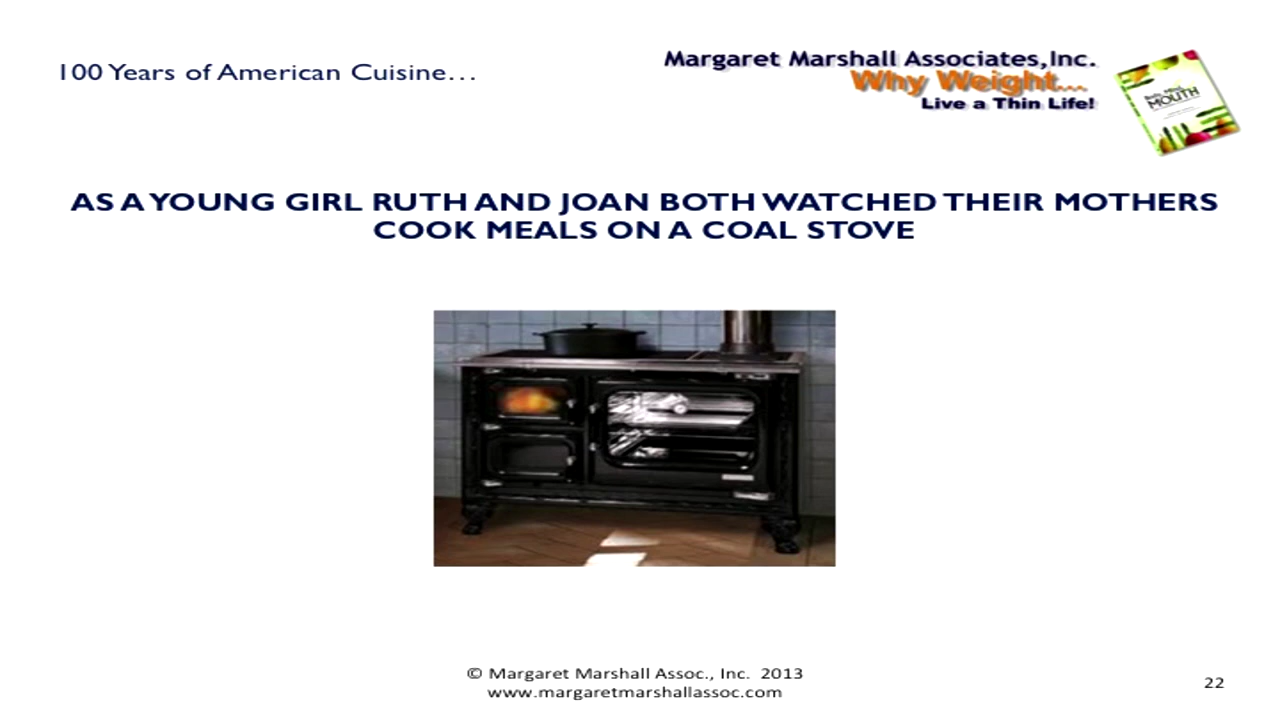 100 Years of American Cuisine...
Margaret Marshall Associates,Inc.
Why Weight....
Live a Thin Life!
MOUTH
AS A YOUNG GIRL RUTH AND JOAN BOTH WATCHED THEIR MOTHERS
COOK MEALS ON A COAL STOVE
© Margaret Marshall Assoc., Inc. 2013
www.margaretmarshallassoc.com
22